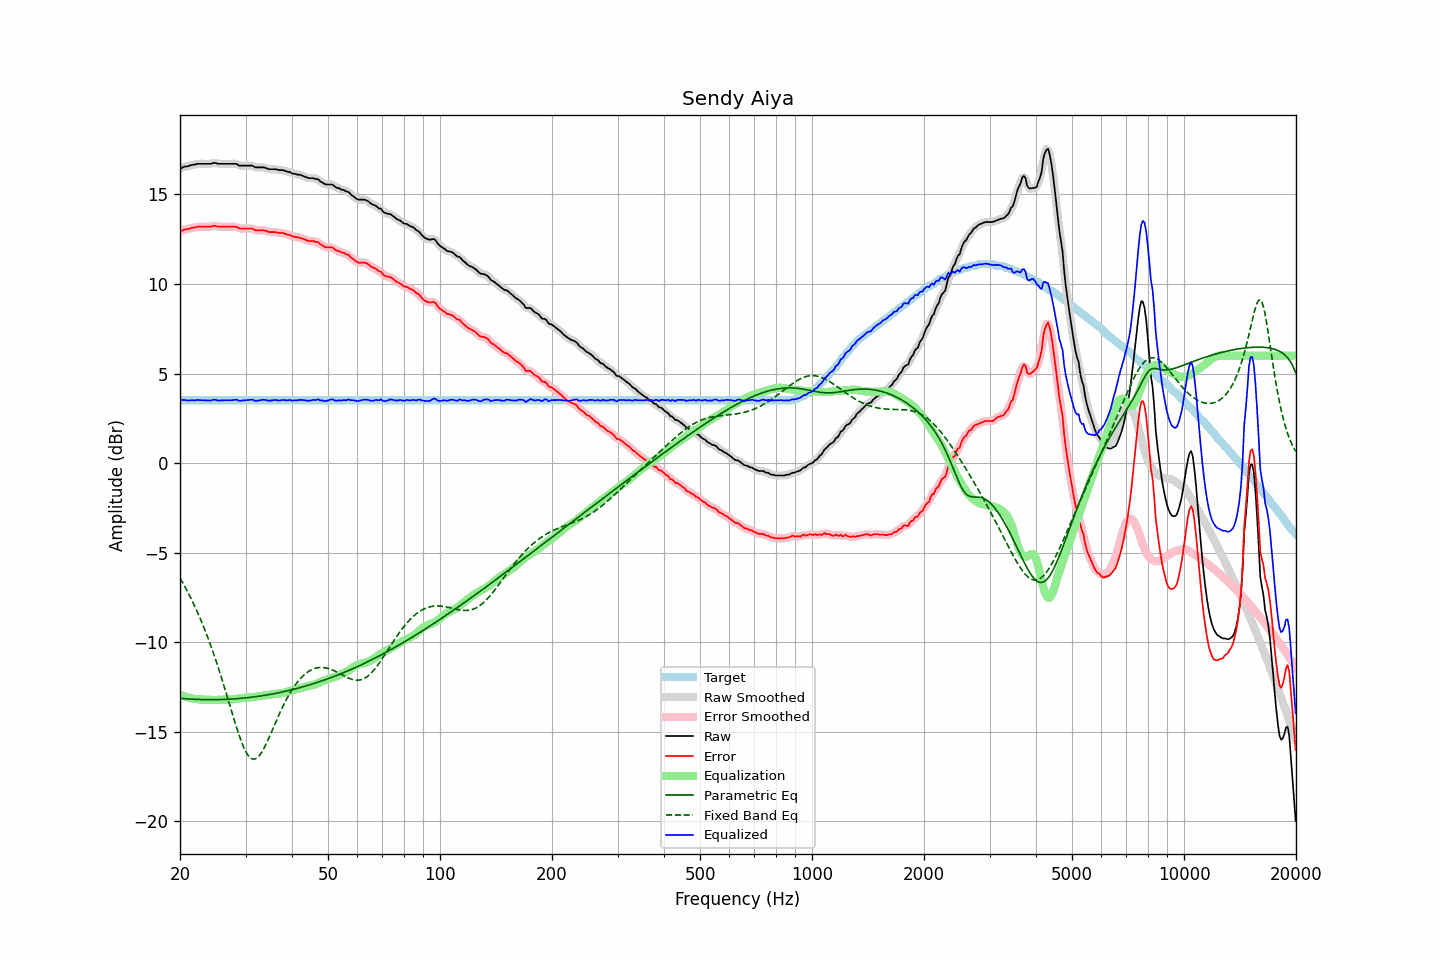 Sendy Aiya
Amplitude (dBr)
15
10
5
0
−5
−10
−15
−20
Target
Raw Smoothed
Error Smoothed
Raw
Error
Equalization
Parametric Eq
Fixed Band Eq
Equalized
20 50 100 200 500 1000 2000 5000 10000 20000
Frequency (Hz)